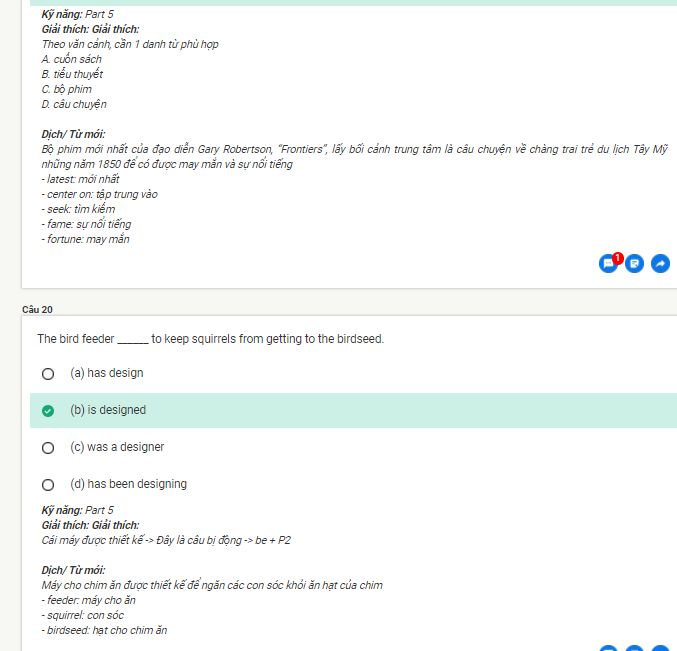 Kỹ năng: Part 5
Giải thích: Giải thích:
Theo văn cảnh, cần 1 danh từ phù hợp
A. cuốn sách
B. tiểu thuyết
C. bộ phim
D. câu chuyện
Dịch/ Từ mới:
Bộ phim mới nhất của đạo diễn Gary Robertson, "Frontiers", lấy bối cảnh trung tâm là câu chuyện về chàng trai trẻ du lịch Tây Mỹ
những năm 1850 để có được may mắn và sự nổi tiếng
- latest: mới nhất
- center on: tập trung vào
- seek: tìm kiếm
- fame: sự nổi tiếng
- fortune: may mắn
1
Câu 20
The bird feeder ______ to keep squirrels from getting to the birdseed.
(a) has design
(b) is designed
(c) was a designer
(d) has been designing
Kỹ năng: Part 5
Giải thích: Giải thích:
Cái máy được thiết kế -> Đây là câu bị động -> be + P2
Dịch/ Từ mới:
Máy cho chim ăn được thiết kế để ngăn các con sóc khỏi ăn hạt của chim
- feeder: máy cho ăn
- squirrel: con sóc
- birdseed: hạt cho chim ăn